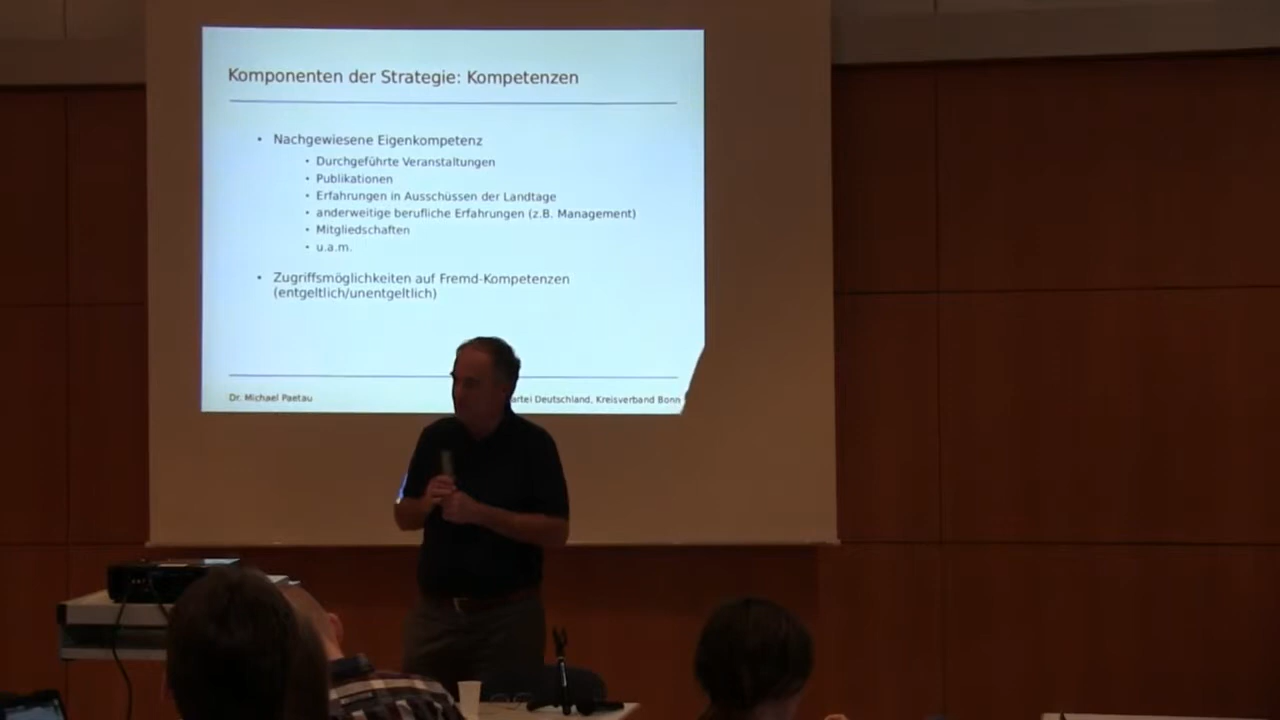 Komponenten der Strategie: Kompetenzen
• Nachgewiesene Eigenkompetenz
• Durchgeführte Veranstaltungen
• Publikationen
• Erfahrungen in Ausschüssen der Landtage
• anderweitige berufliche Erfahrungen (z.B. Management)
• Mitgliedschaften
• u.a.m.
• Zugriffsmöglichkeiten auf Fremd-Kompetenzen
(entgeltlich/unentgeltlich)
Dr. Michael Paetau artei Deutschland, Kreisverband Bonn